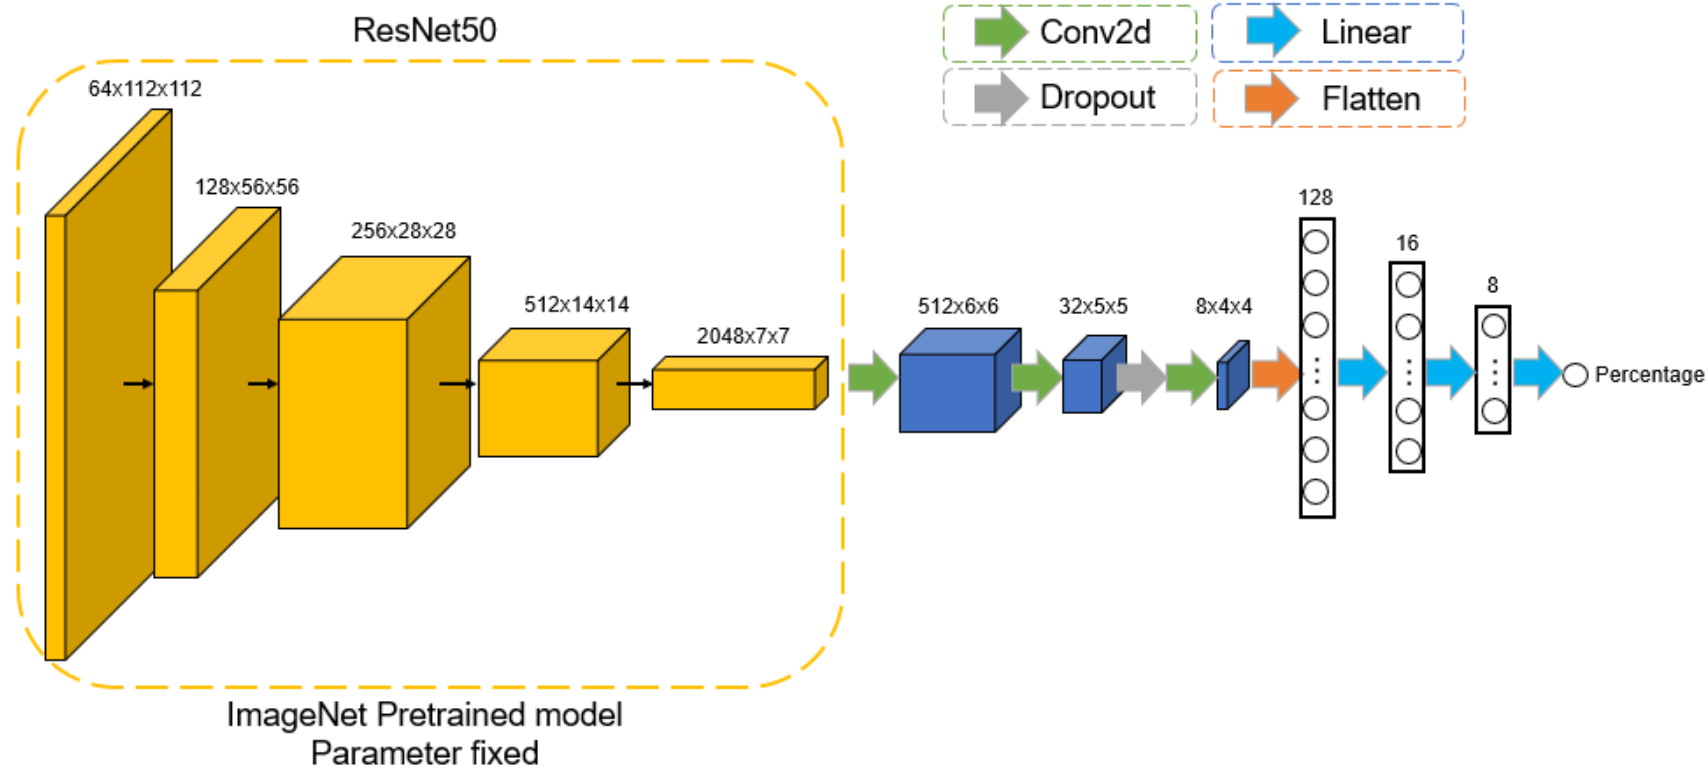 ResNet50
Conv2d
Linear
Dropout
Flatten
64x112x112
128x56x56
256x28x28
512x14x14
2048x7x7
512x6x6
32x5x5
8x4x4
128
16
8
Percentage
ImageNet Pretrained model
Parameter fixed